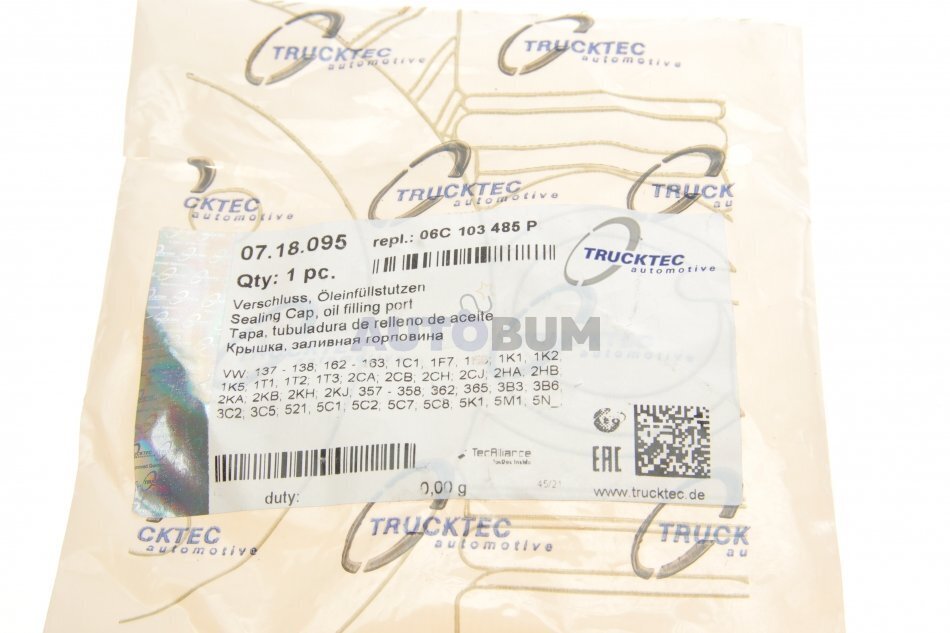 TRUCKTEC
automotive
TRUCKTEC
automotive
CKTEC
automotive
TRUCKTEC
automotive
TRUCK
au
07.18.095
repl.: 06C 103 485 P
Qty: 1 pc.
TRUCKTEC
automotive
Verschluss, Öleinfüllstutzen
Sealing Cap, oil filling port
Tapa, tubuladura de relleno de aceite
Крышка, заливная горловина
AUTOBUM
VW: 137 - 138, 162 - 163, 1C1, 1F7, 1K1, 1K2,
1K5, 1T1, 1T2, 1T3, 2CA; 2CB, 2CH; 2CJ, 2HA, 2HB,
2KA, 2KB, 2KH, 2KJ, 357 - 358, 362, 365, 3B3, 3B6,
3C2, 3C5, 521, 5C1, 5C2, 5C7, 5C8, 5K1, 5M1, 5N_
TecAlliance
EAC
TRUCKTEC
duty:
0,00 g
45/21
www.trucktec.de
CKTEC
automotive
TRUCKTEC
automotive
TRUCK
au